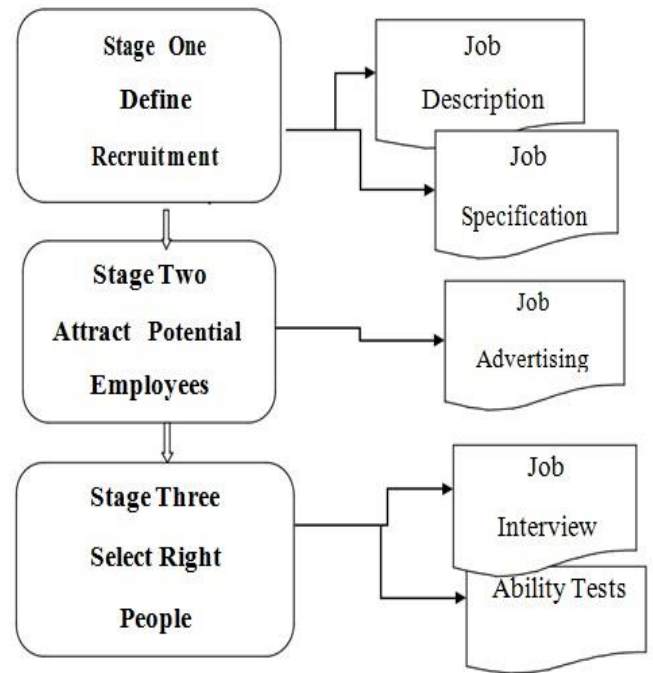 Stage One
Define
Recruitment
Job
Description
Job
Specification
Stage Two
Attract Potential
Employees
Job
Advertising
Stage Three
Select Right
People
Job
Interview
Ability Tests